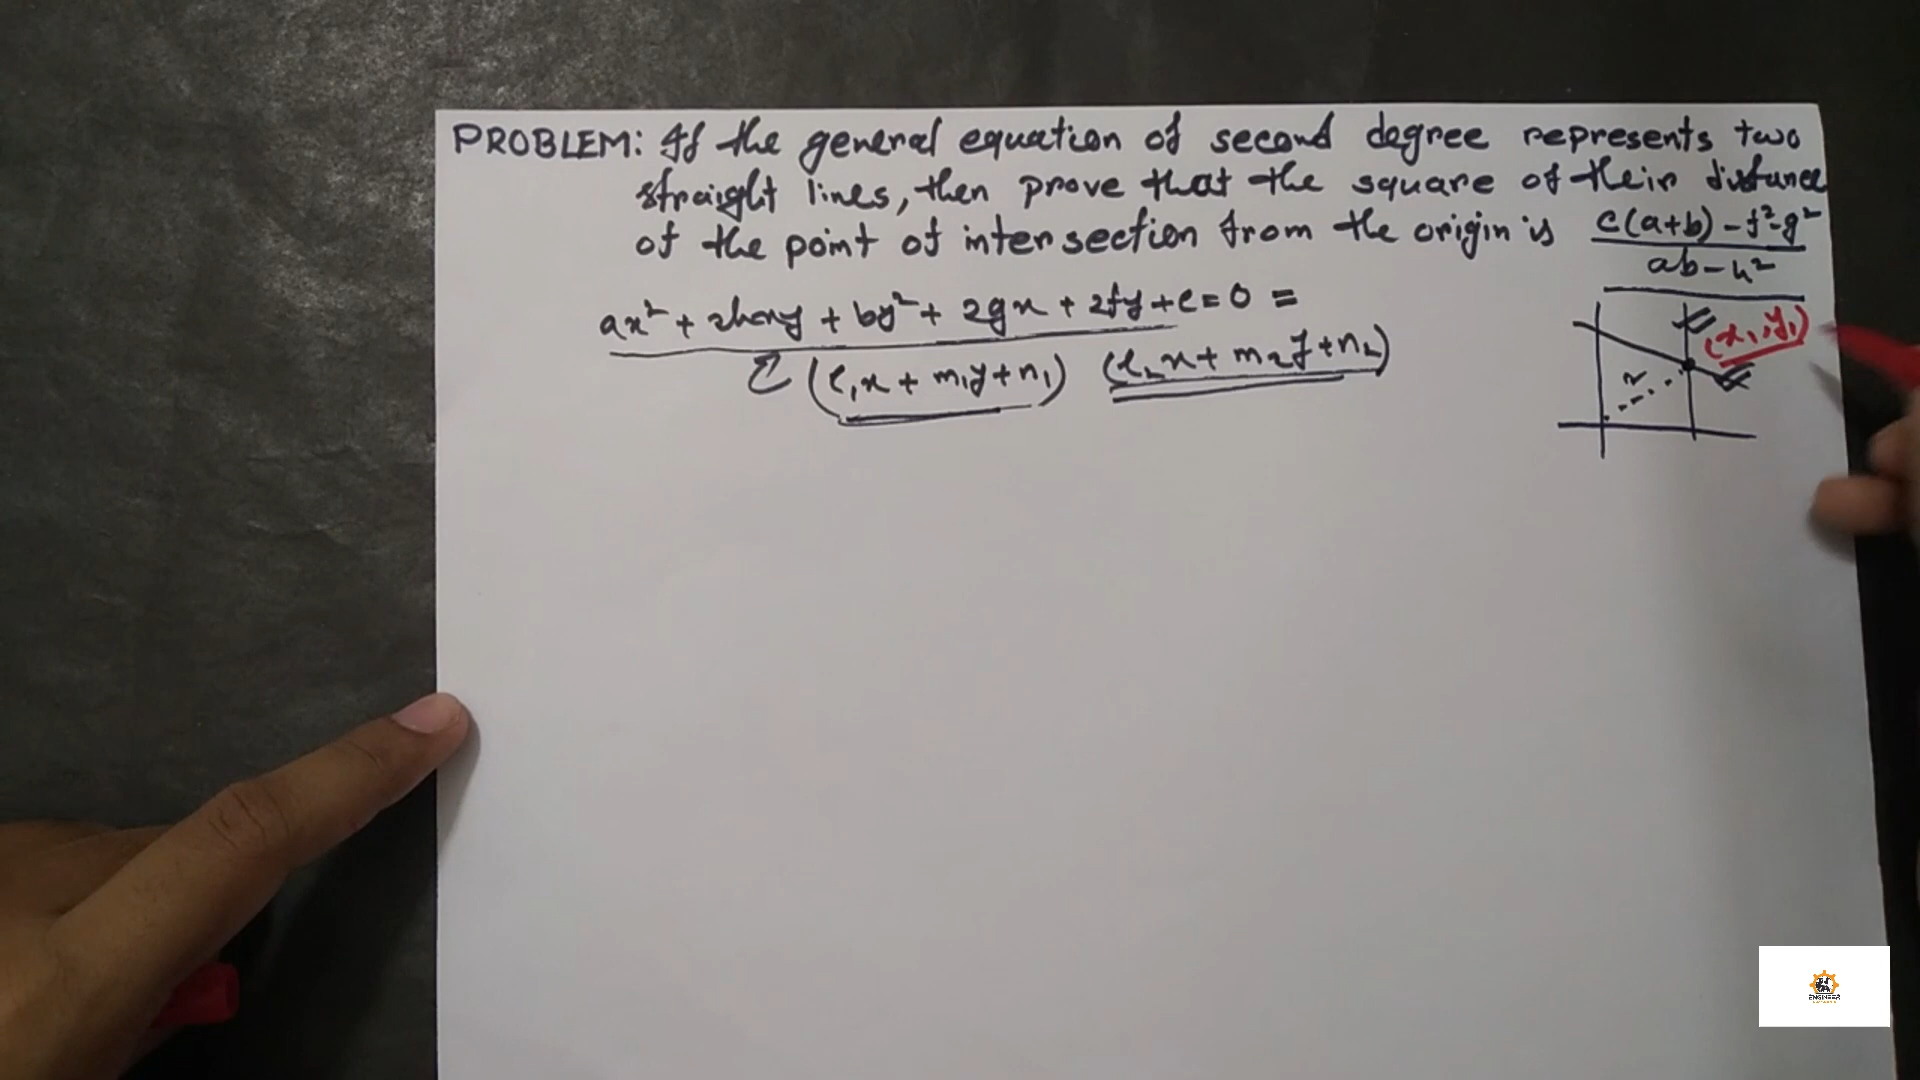 PROBLEM: If the general equation of second degree represents two
straight lines, then prove that the square of their distance
of the point of intersection from the origin is c(a+b)-f²-g² / ab-h²
ax² + 2hxy + by² + 2gx + 2fy + c = 0 =
(l₁x + m₁y + n₁) (l₂x + m₂y + n₂)
(x₁, y₁)
r
ENGINEER